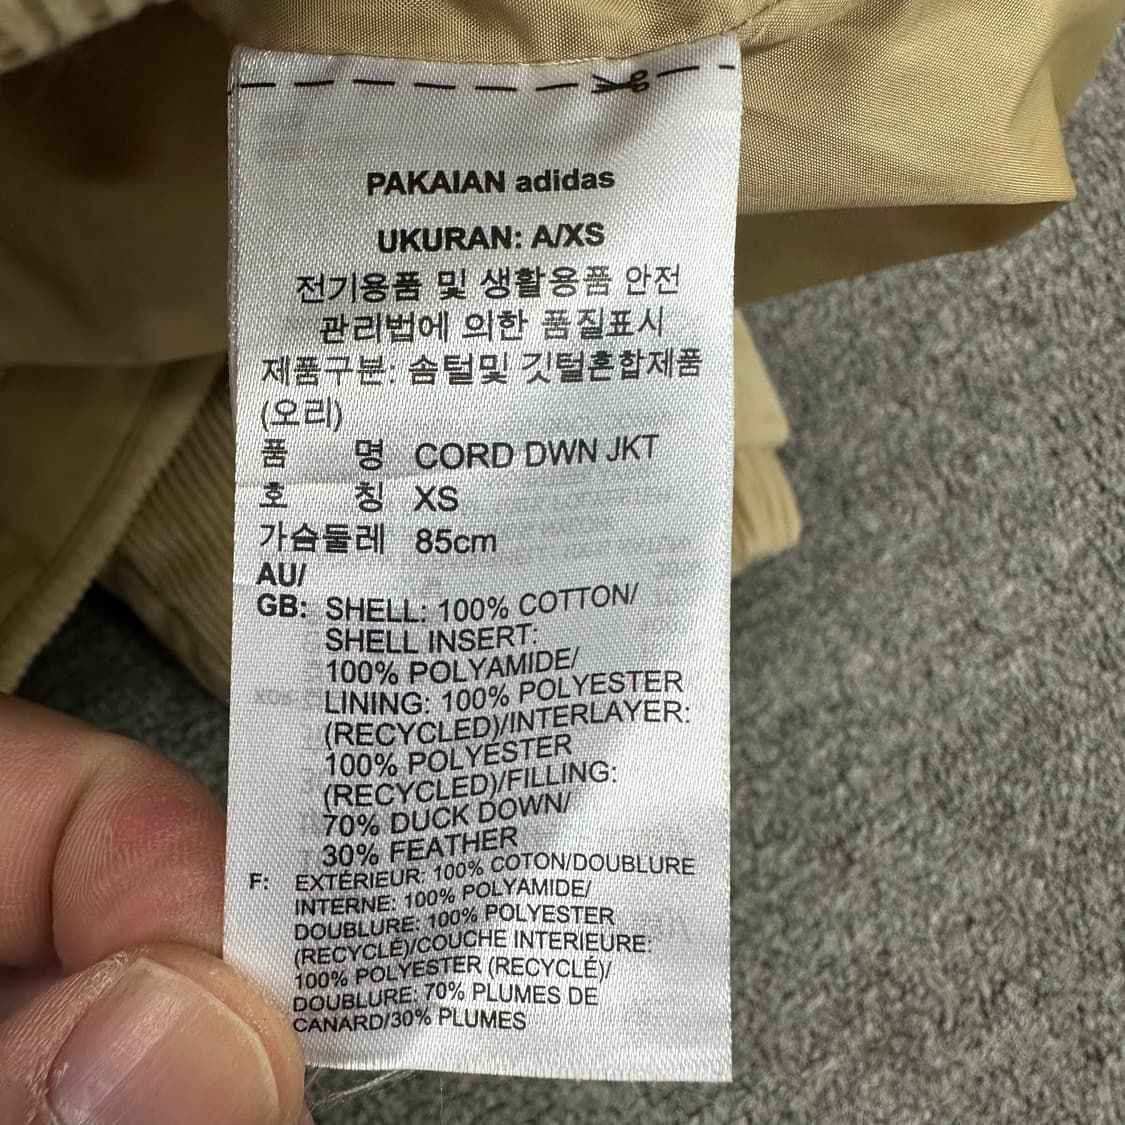 PAKAIAN adidas
UKURAN: A/XS
전기용품 및 생활용품 안전
관리법에 의한 품질표시
제품구분: 솜털및 깃털혼합제품
(오리)
품 명 CORD DWN JKT
호 칭 XS
가슴둘레 85cm
AU/
GB: SHELL: 100% COTTON/
SHELL INSERT:
100% POLYAMIDE/
LINING: 100% POLYESTER
(RECYCLED)/INTERLAYER:
100% POLYESTER
(RECYCLED)/FILLING:
70% DUCK DOWN/
30% FEATHER
F: EXTÉRIEUR: 100% COTON/DOUBLURE
INTERNE: 100% POLYAMIDE/
DOUBLURE: 100% POLYESTER
(RECYCLÉ)/COUCHE INTERIEURE:
100% POLYESTER (RECYCLÉ)/
DOUBLURE: 70% PLUMES DE
CANARD/30% PLUMES